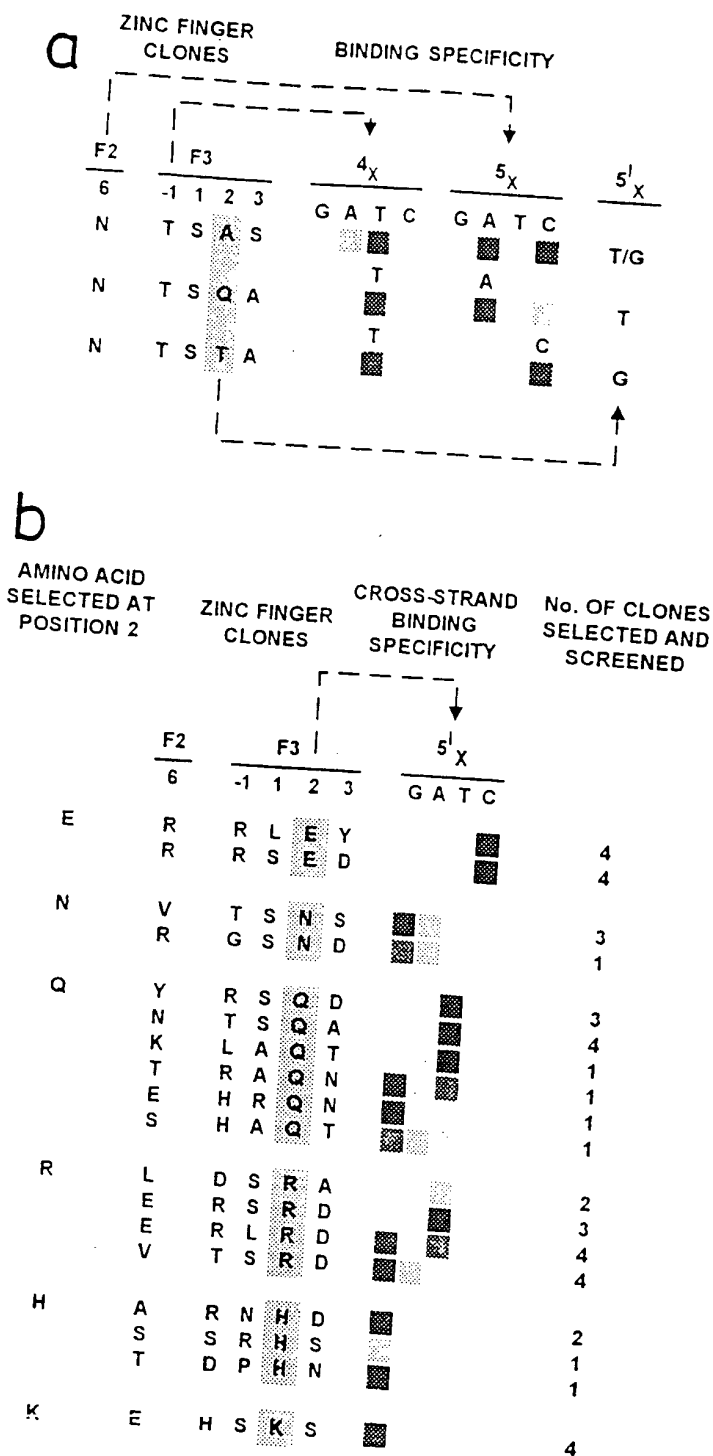 a
ZINC FINGER CLONES
BINDING SPECIFICITY
F2 F3 4X 5X 5'X
6 -1 1 2 3 G A T C G A T C
N T S A S T/G
T A
N T S Q A T
T C
N T S T A G
b
AMINO ACID SELECTED AT POSITION 2
ZINC FINGER CLONES
CROSS-STRAND BINDING SPECIFICITY
No. OF CLONES SELECTED AND SCREENED
F2 F3 5'X
6 -1 1 2 3 G A T C
E R R L E Y 4
R R S E D 4
N V T S N S 3
R G S N D 1
Q Y R S Q D 3
N T S Q A 4
K L A Q T 1
T R A Q N 1
E H R Q N 1
S H A Q T 1
R L D S R A 2
E R S R D 3
E R L R D 4
V T S R D 4
H A R N H D 2
S S R H S 1
T D P H N 1
K E H S K S 4